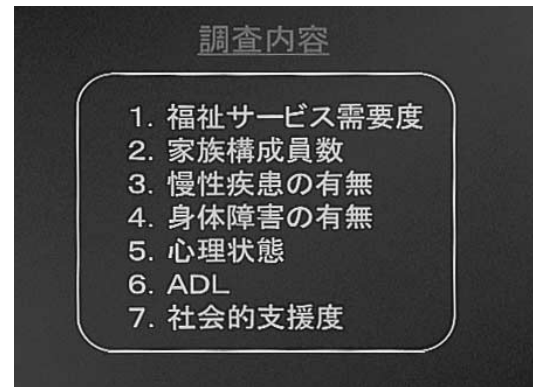 調査内容
1. 福祉サービス需要度
2. 家族構成員数
3. 慢性疾患の有無
4. 身体障害の有無
5. 心理状態
6. ADL
7. 社会的支援度